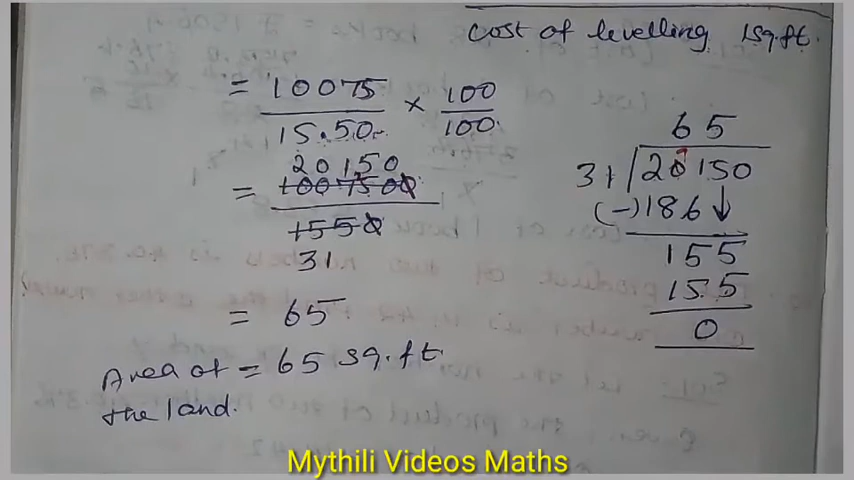 cost of levelling 1sq.ft.
= 10075 / 15.50 × 100 / 100
20150
= 1007500 / 1550
31
= 65
Area of = 65 sq.ft.
the land.
65
31 ) 20150
(-) 186 ↓
155
155
0
Mythili Videos Maths